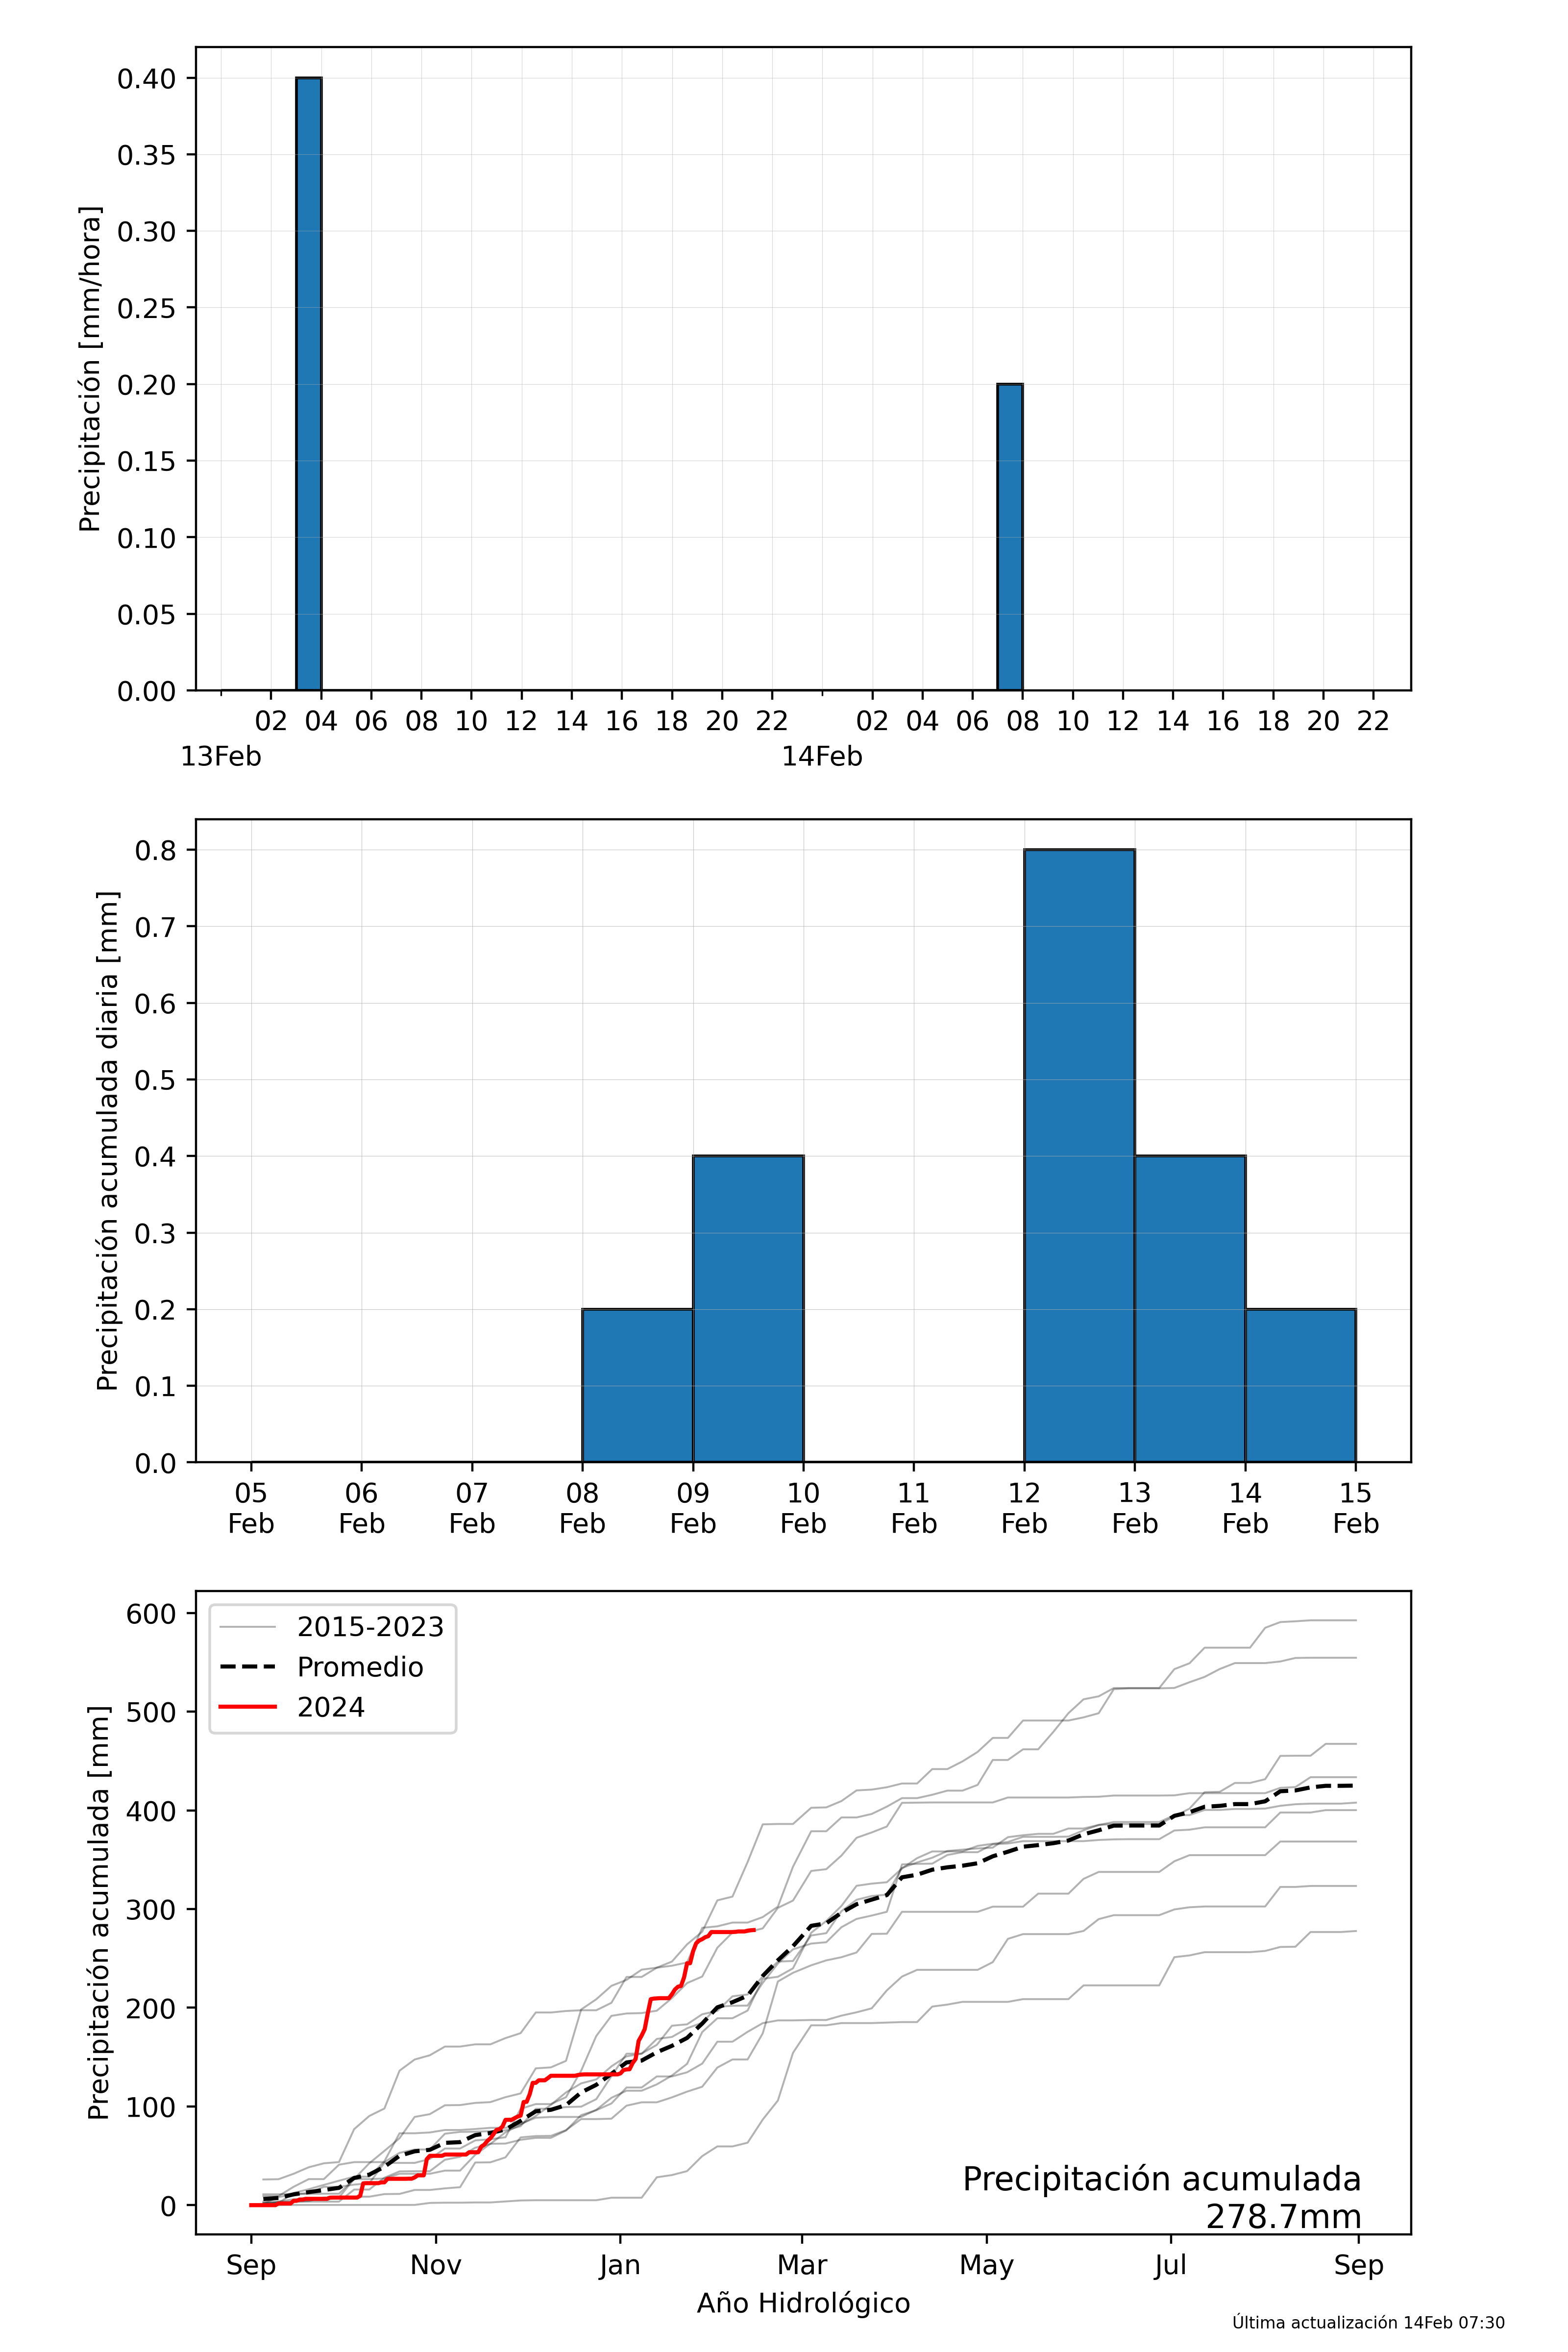 0.40
0.35
0.30
0.25
0.20
0.15
0.10
0.05
0.00
Precipitación [mm/hora]
02 04 06 08 10 12 14 16 18 20 22 02 04 06 08 10 12 14 16 18 20 22
13Feb 14Feb
0.8
0.7
0.6
0.5
0.4
0.3
0.2
0.1
0.0
Precipitación acumulada diaria [mm]
05 06 07 08 09 10 11 12 13 14 15
Feb Feb Feb Feb Feb Feb Feb Feb Feb Feb Feb
600
500
400
300
200
100
0
Precipitación acumulada [mm]
2015-2023
Promedio
2024
Precipitación acumulada
278.7mm
Sep Nov Jan Mar May Jul Sep
Año Hidrológico
Última actualización 14Feb 07:30